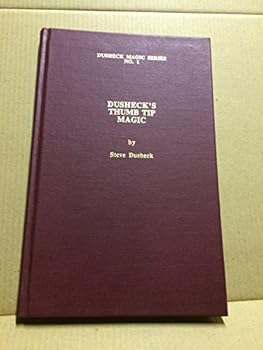 DUSHECK MAGIC SERIES
NO. 1
DUSHECK'S
THUMB TIP
MAGIC
by
Steve Dusheck